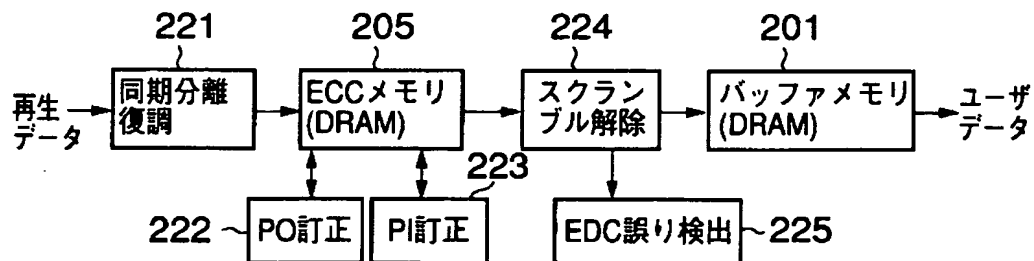 221
205
224
201
再生
データ
同期分離
復調
ECCメモリ
(DRAM)
スクラン
ブル解除
バッファメモリ
(DRAM)
ユーザ
データ
223
222
PO訂正
PI訂正
EDC誤り検出
225